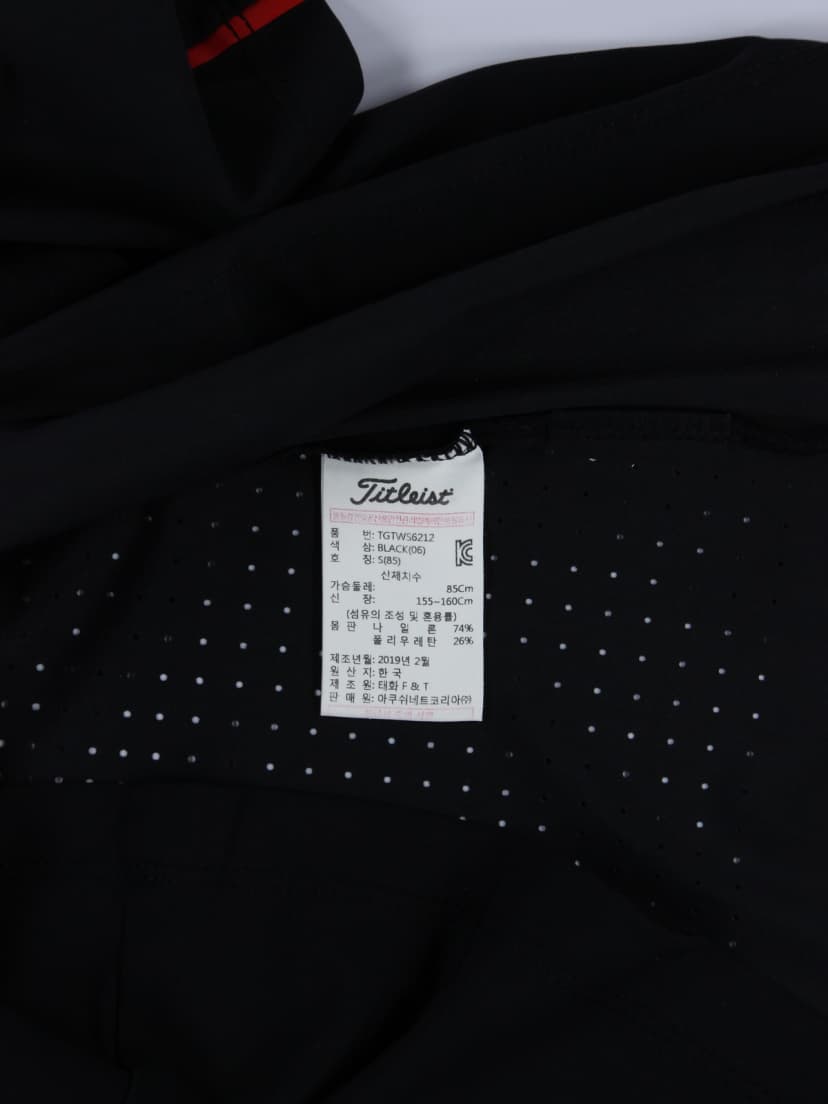 Titleist
품 번: TGTWS6212
색 상: BLACK(06)
호 칭: S(85)
신체치수
가슴둘레: 85Cm
신 장: 155~160Cm
(섬유의 조성 및 혼용률)
몸 판 나 일 론 74%
폴 리 우 레 탄 26%
제조년월: 2019년 2월
원 산 지: 한 국
제 조 원: 태화 F & T
판 매 원: 아쿠쉬네트코리아㈜